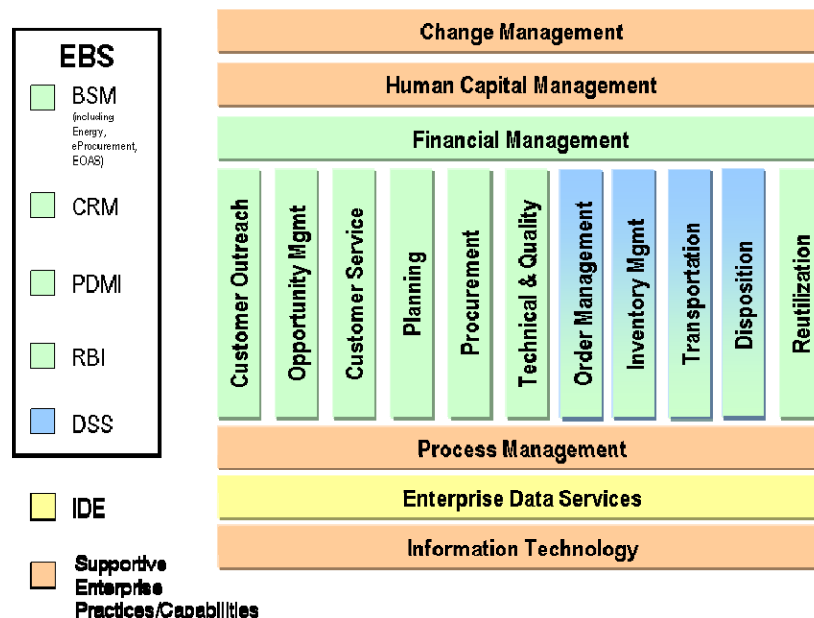 EBS
BSM
(including
Energy,
eProcurement,
EOAS)
CRM
PDMI
RBI
DSS
IDE
Supportive
Enterprise
Practices/Capabilities
Change Management
Human Capital Management
Financial Management
Customer Outreach
Opportunity Mgmt
Customer Service
Planning
Procurement
Technical & Quality
Order Management
Inventory Mgmt
Transportation
Disposition
Reutilization
Process Management
Enterprise Data Services
Information Technology